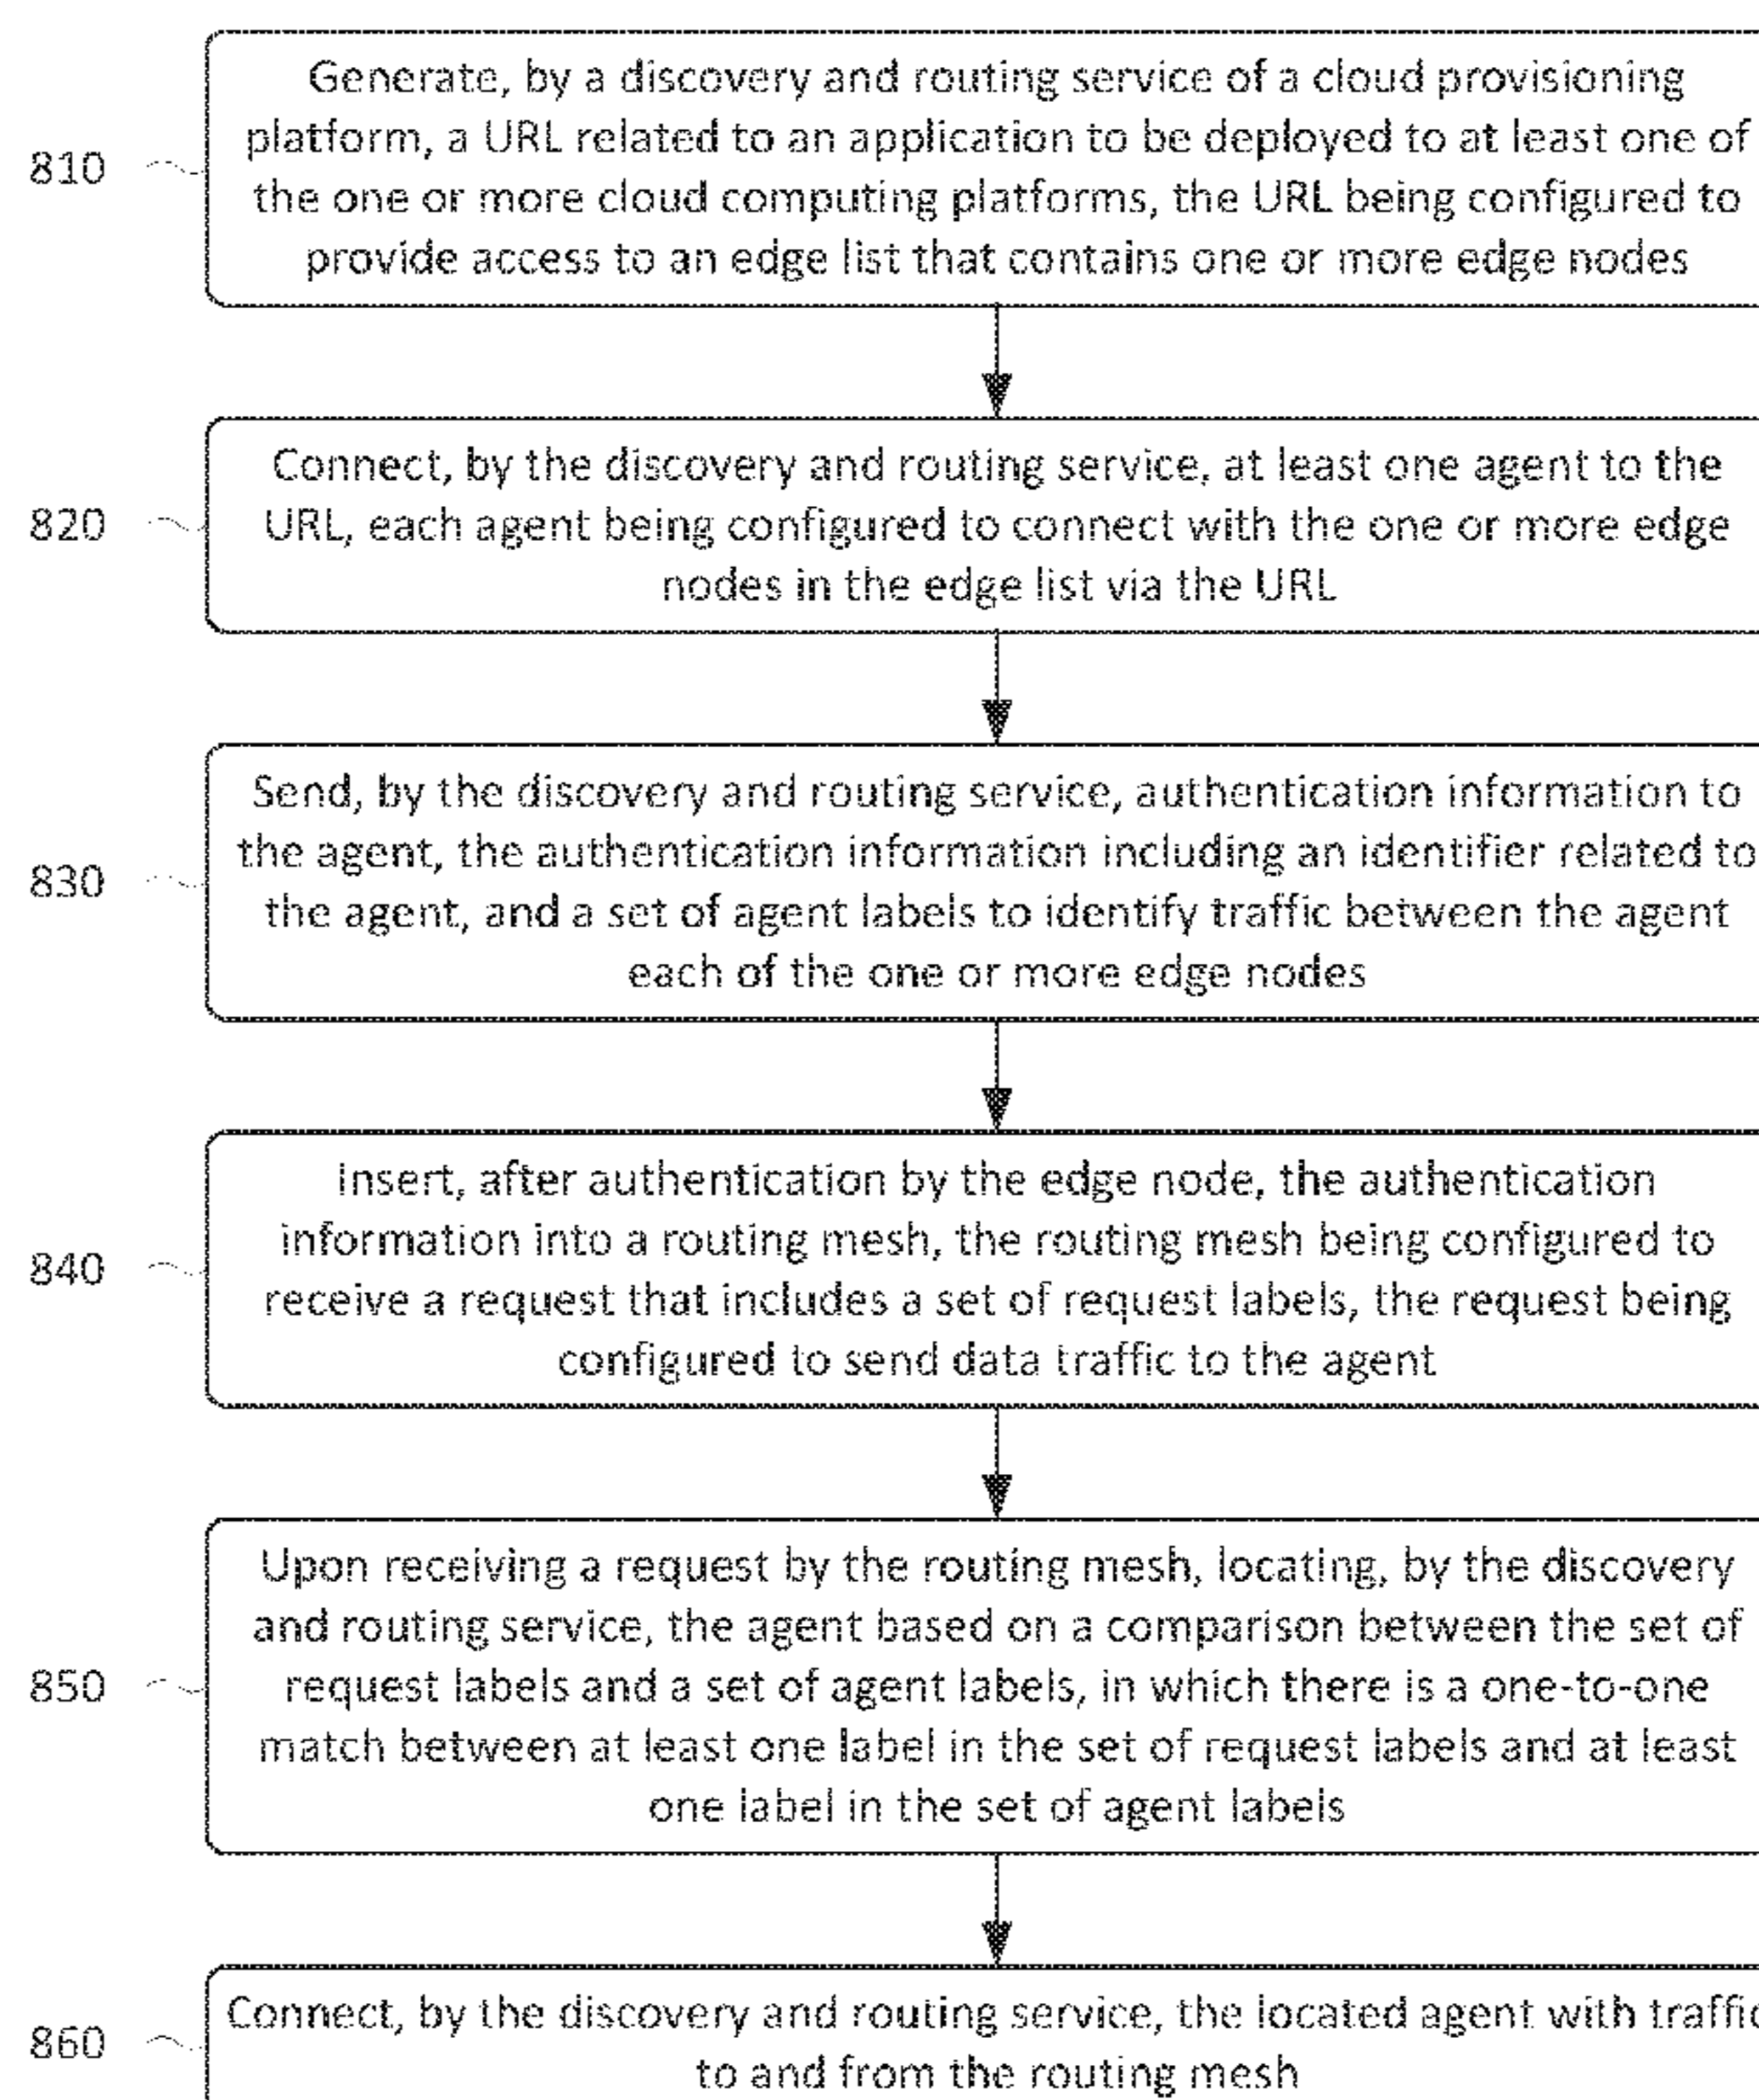 Generate, by a discovery and routing service of a cloud provisioning
platform, a URL related to an application to be deployed to at least one of
810
the one or more cloud computing platforms, the URL being configured to
provide access to an edge list that contains one or more edge nodes
Connect, by the discovery and routing service, at least one agent to the
820
URL, each agent being configured to connect with the one or more edge
nodes in the edge list via the URL
Send, by the discovery and routing service, authentication information to
the agent, the authentication information including an identifier related to
830
the agent, and a set of agent labels to identify traffic between the agent
each of the one or more edge nodes
Insert, after authentication by the edge node, the authentication
information into a routing mesh, the routing mesh being configured to
840
receive a request that includes a set of request labels, the request being
configured to send data traffic to the agent
Upon receiving a request by the routing mesh, locating, by the discovery
and routing service, the agent based on a comparison between the set of
850
request labels and a set of agent labels, in which there is a one-to-one
match between at least one label in the set of request labels and at least
one label in the set of agent labels
Connect, by the discovery and routing service, the located agent with traffic
860
to and from the routing mesh